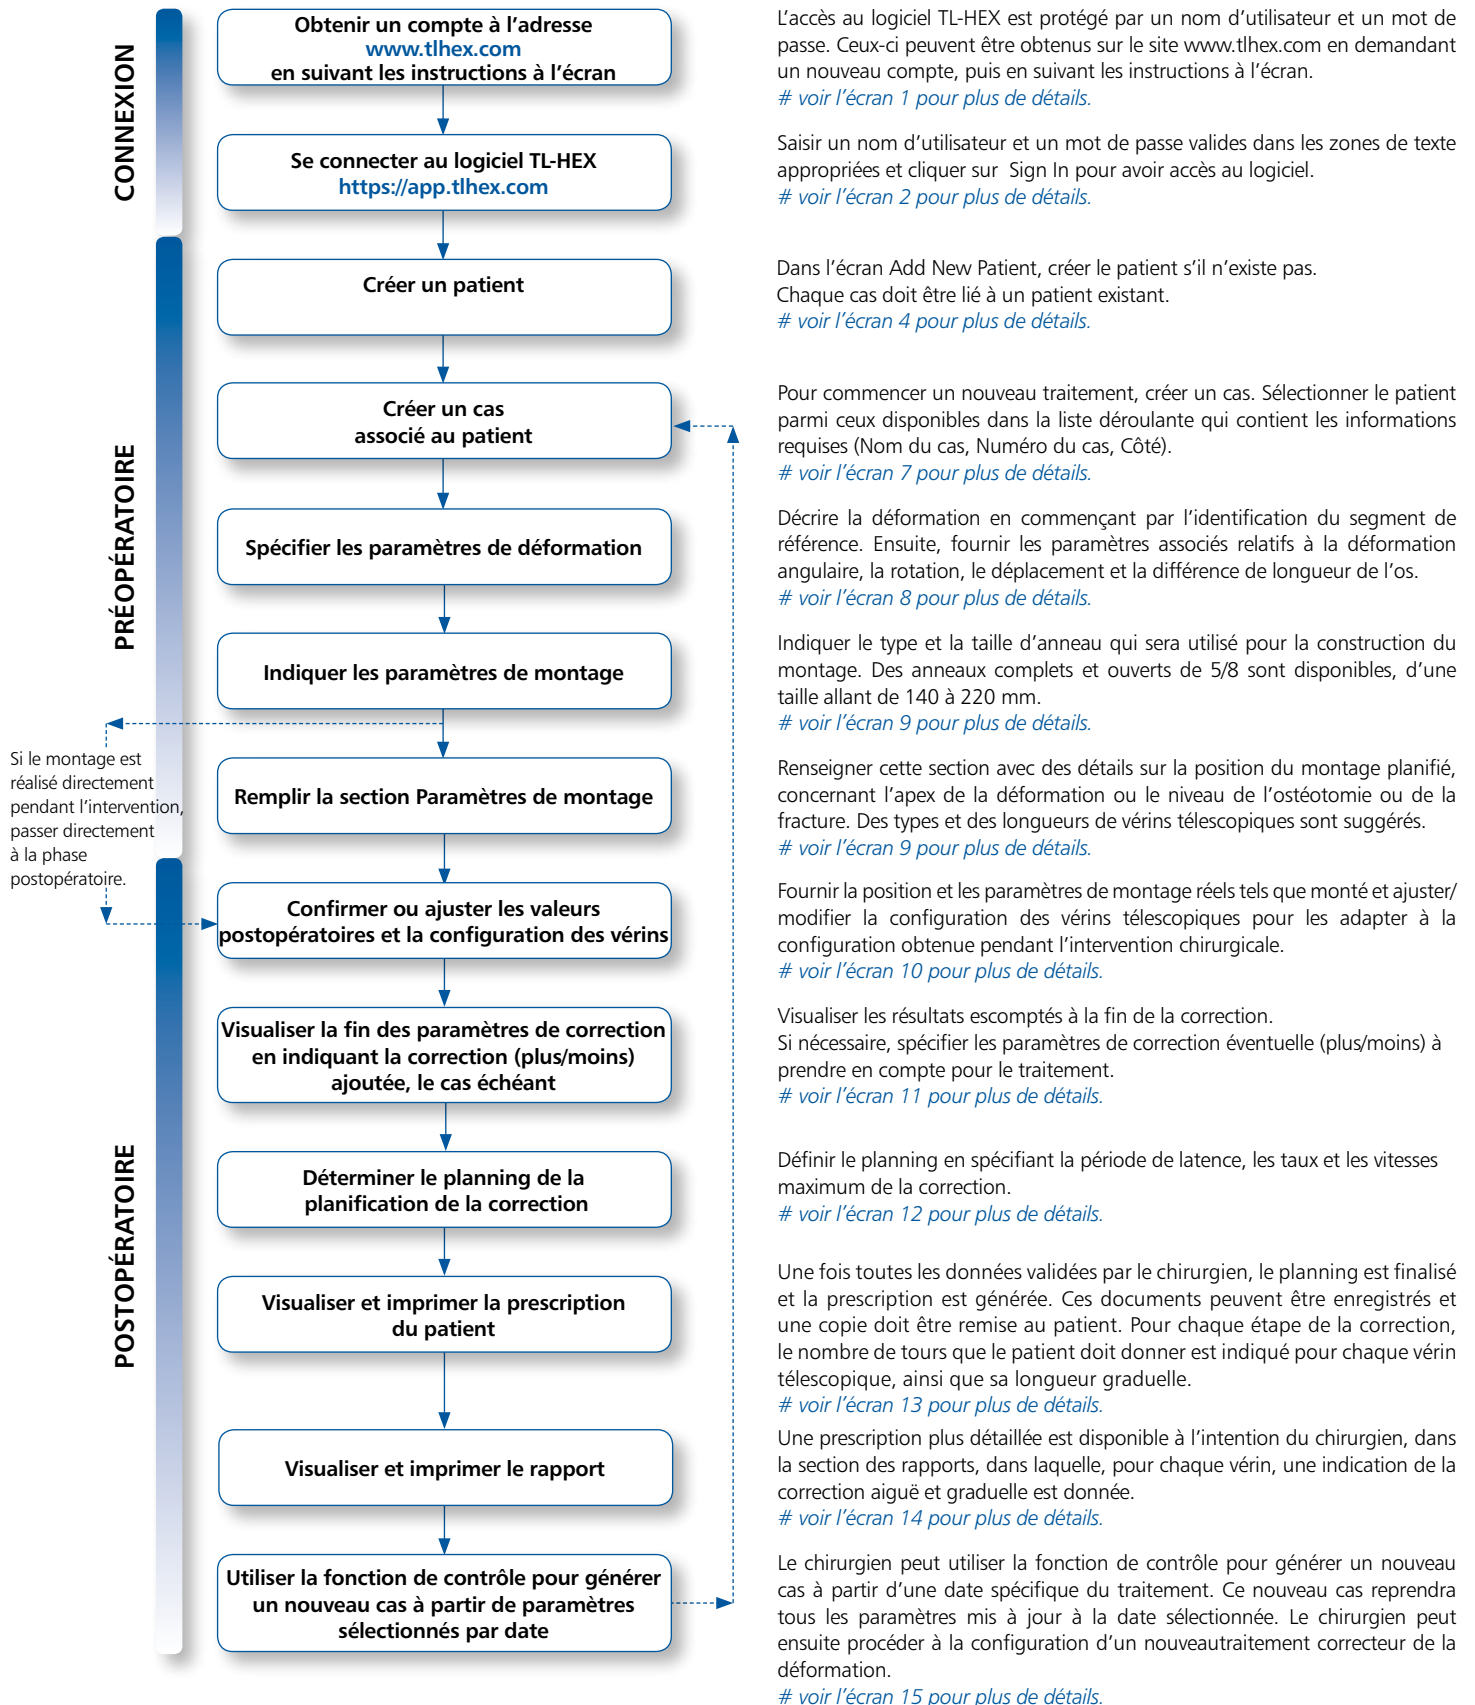 CONNEXION
Obtenir un compte à l’adresse
www.tlhex.com
en suivant les instructions à l’écran
L’accès au logiciel TL-HEX est protégé par un nom d’utilisateur et un mot de
passe. Ceux-ci peuvent être obtenus sur le site www.tlhex.com en demandant
un nouveau compte, puis en suivant les instructions à l’écran.
# voir l’écran 1 pour plus de détails.
Se connecter au logiciel TL-HEX
https://app.tlhex.com
Saisir un nom d’utilisateur et un mot de passe valides dans les zones de texte
appropriées et cliquer sur  Sign In pour avoir accès au logiciel.
# voir l’écran 2 pour plus de détails.
PRÉOPÉRATOIRE
Créer un patient
Dans l’écran Add New Patient, créer le patient s’il n’existe pas.
Chaque cas doit être lié à un patient existant.
# voir l’écran 4 pour plus de détails.
Créer un cas
associé au patient
Pour commencer un nouveau traitement, créer un cas. Sélectionner le patient
parmi ceux disponibles dans la liste déroulante qui contient les informations
requises (Nom du cas, Numéro du cas, Côté).
# voir l’écran 7 pour plus de détails.
Spécifier les paramètres de déformation
Décrire la déformation en commençant par l’identification du segment de
référence. Ensuite, fournir les paramètres associés relatifs à la déformation
angulaire, la rotation, le déplacement et la différence de longueur de l’os.
# voir l’écran 8 pour plus de détails.
Indiquer les paramètres de montage
Indiquer le type et la taille d’anneau qui sera utilisé pour la construction du
montage. Des anneaux complets et ouverts de 5/8 sont disponibles, d’une
taille allant de 140 à 220 mm.
# voir l’écran 9 pour plus de détails.
Si le montage est
réalisé directement
pendant l’intervention,
passer directement
à la phase
postopératoire.
Remplir la section Paramètres de montage
Renseigner cette section avec des détails sur la position du montage planifié,
concernant l’apex de la déformation ou le niveau de l’ostéotomie ou de la
fracture. Des types et des longueurs de vérins télescopiques sont suggérés.
# voir l’écran 9 pour plus de détails.
POSTOPÉRATOIRE
Confirmer ou ajuster les valeurs
postopératoires et la configuration des vérins
Fournir la position et les paramètres de montage réels tels que monté et ajuster/
modifier la configuration des vérins télescopiques pour les adapter à la
configuration obtenue pendant l’intervention chirurgicale.
# voir l’écran 10 pour plus de détails.
Visualiser la fin des paramètres de correction
en indiquant la correction (plus/moins)
ajoutée, le cas échéant
Visualiser les résultats escomptés à la fin de la correction.
Si nécessaire, spécifier les paramètres de correction éventuelle (plus/moins) à
prendre en compte pour le traitement.
# voir l’écran 11 pour plus de détails.
Déterminer le planning de la
planification de la correction
Définir le planning en spécifiant la période de latence, les taux et les vitesses
maximum de la correction.
# voir l’écran 12 pour plus de détails.
Visualiser et imprimer la prescription
du patient
Une fois toutes les données validées par le chirurgien, le planning est finalisé
et la prescription est générée. Ces documents peuvent être enregistrés et
une copie doit être remise au patient. Pour chaque étape de la correction,
le nombre de tours que le patient doit donner est indiqué pour chaque vérin
télescopique, ainsi que sa longueur graduelle.
# voir l’écran 13 pour plus de détails.
Visualiser et imprimer le rapport
Une prescription plus détaillée est disponible à l’intention du chirurgien, dans
la section des rapports, dans laquelle, pour chaque vérin, une indication de la
correction aiguë et graduelle est donnée.
# voir l’écran 14 pour plus de détails.
Utiliser la fonction de contrôle pour générer
un nouveau cas à partir de paramètres
sélectionnés par date
Le chirurgien peut utiliser la fonction de contrôle pour générer un nouveau
cas à partir d’une date spécifique du traitement. Ce nouveau cas reprendra
tous les paramètres mis à jour à la date sélectionnée. Le chirurgien peut
ensuite procéder à la configuration d’un nouveautraitement correcteur de la
déformation.
# voir l’écran 15 pour plus de détails.